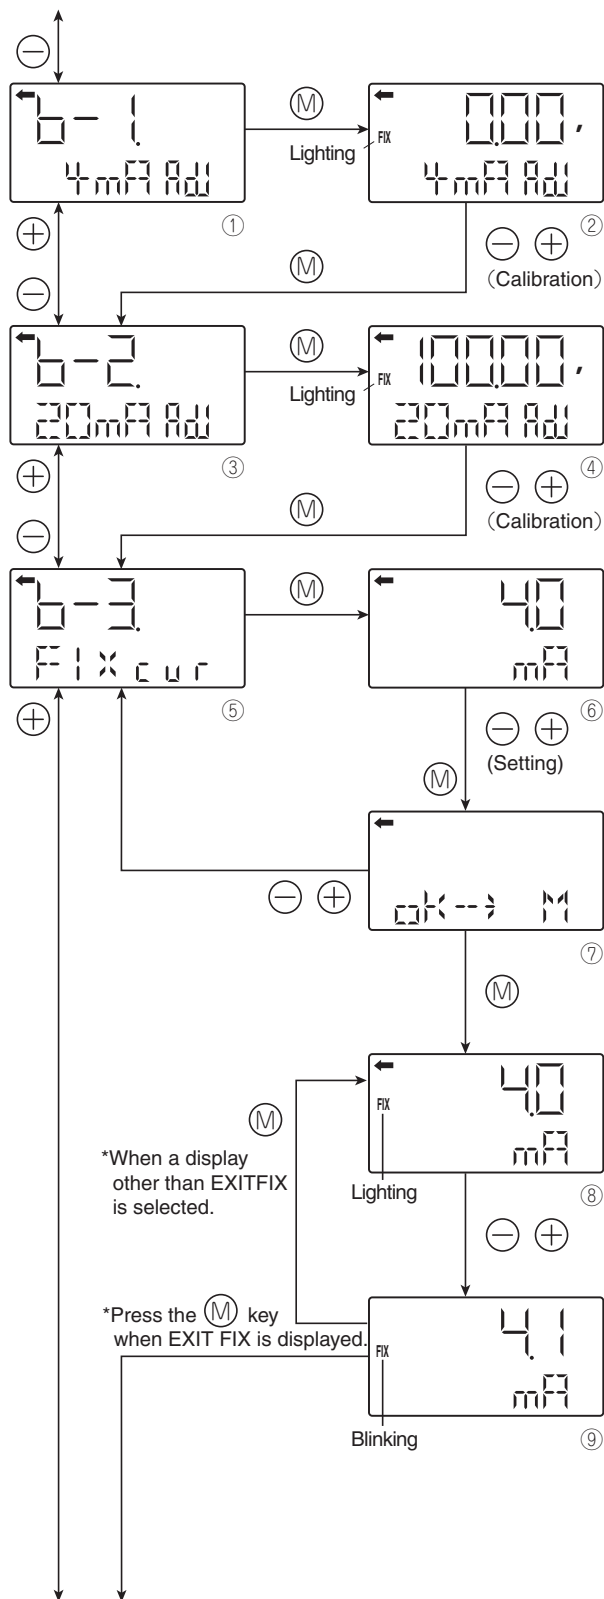 ⊖
b-1. Ⓜ 0.00,
Lighting FIX
4mA AdJ 4mA AdJ
⊕ ① ②
Ⓜ ⊖ ⊕
⊖ (Calibration)
b-2. Ⓜ 100.00,
Lighting FIX
20mA AdJ 20mA AdJ
⊕ ③ ④
Ⓜ ⊖ ⊕
⊖ (Calibration)
b-3. Ⓜ 4.0
FIX cur mA
⊕ ⑤ ⑥
⊖ ⊕
(Setting)
Ⓜ
⊖ ⊕
oK--> M
⑦
Ⓜ
4.0
FIX
Ⓜ
mA
*When a display
other than EXITFIX
is selected.
Lighting
⑧
⊖ ⊕
*Press the Ⓜ key
when EXIT FIX is displayed.
4.1
FIX
mA
Blinking
⑨